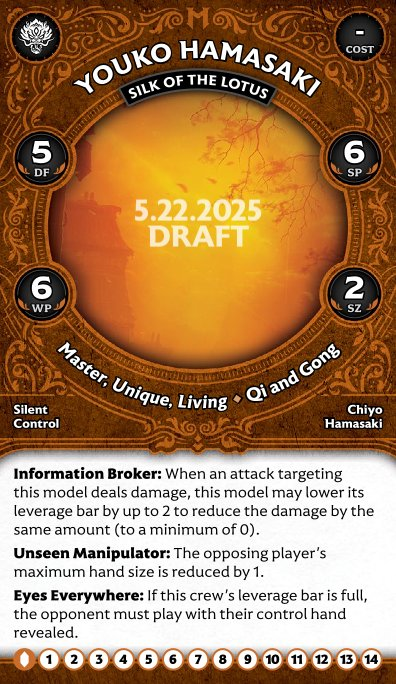 -
COST
YOUKO HAMASAKI
SILK OF THE LOTUS
5
DF
6
SP
5.22.2025
DRAFT
6
WP
2
SZ
Master, Unique, Living ♦ Qi and Gong
Silent
Control
Chiyo
Hamasaki
Information Broker: When an attack targeting
this model deals damage, this model may lower its
leverage bar by up to 2 to reduce the damage by the
same amount (to a minimum of 0).
Unseen Manipulator: The opposing player's
maximum hand size is reduced by 1.
Eyes Everywhere: If this crew's leverage bar is full,
the opponent must play with their control hand
revealed.
1 2 3 4 5 6 7 8 9 10 11 12 13 14